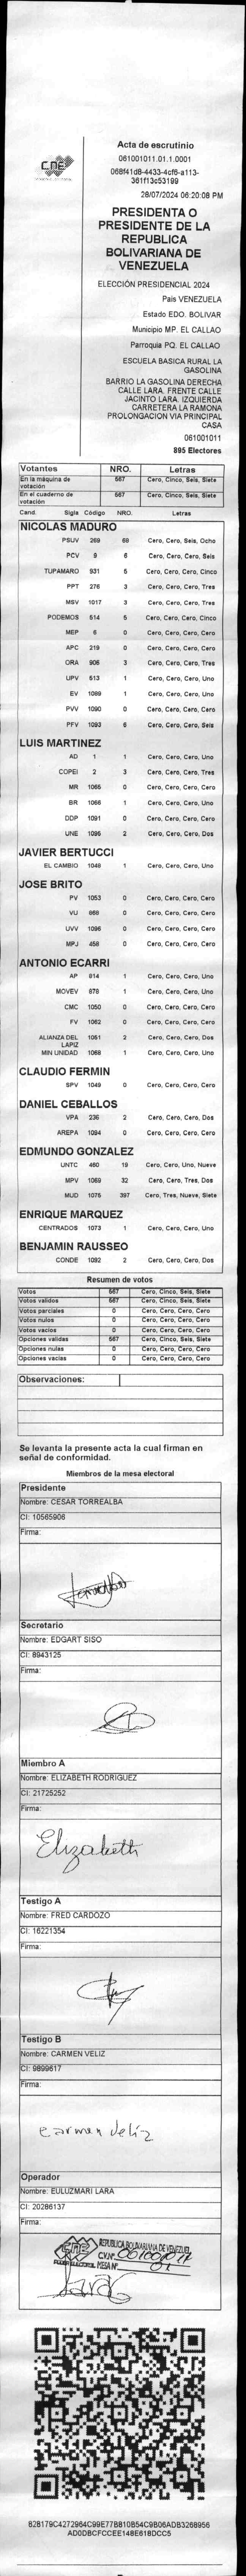 CNE
Acta de escrutinio
061001011.01.1.0001
068f41d8-4433-4cf6-a113-
361f13c53199
28/07/2024 06:20:08 PM
PRESIDENTA O
PRESIDENTE DE LA
REPUBLICA
BOLIVARIANA DE
VENEZUELA
ELECCIÓN PRESIDENCIAL 2024
Pais VENEZUELA
Estado EDO. BOLIVAR
Municipio MP. EL CALLAO
Parroquia PQ. EL CALLAO
ESCUELA BASICA RURAL LA
GASOLINA
BARRIO LA GASOLINA DERECHA
CALLE LARA. FRENTE CALLE
JACINTO LARA. IZQUIERDA
CARRETERA LA RAMONA
PROLONGACION VIA PRINCIPAL
CASA
061001011
895 Electores
Votantes NRO. Letras
En la máquina de votación 567 Cero, Cinco, Seis, Siete
En el cuaderno de votación 567 Cero, Cinco, Seis, Siete
Cand. Sigla Código NRO. Letras
NICOLAS MADURO
PSUV 269 68 Cero, Cero, Seis, Ocho
PCV 9 6 Cero, Cero, Cero, Seis
TUPAMARO 931 5 Cero, Cero, Cero, Cinco
PPT 276 3 Cero, Cero, Cero, Tres
MSV 1017 3 Cero, Cero, Cero, Tres
PODEMOS 514 5 Cero, Cero, Cero, Cinco
MEP 6 0 Cero, Cero, Cero, Cero
APC 219 0 Cero, Cero, Cero, Cero
ORA 906 3 Cero, Cero, Cero, Tres
UPV 513 1 Cero, Cero, Cero, Uno
EV 1089 1 Cero, Cero, Cero, Uno
PVV 1090 0 Cero, Cero, Cero, Cero
PFV 1093 6 Cero, Cero, Cero, Seis
LUIS MARTINEZ
AD 1 1 Cero, Cero, Cero, Uno
COPEI 2 3 Cero, Cero, Cero, Tres
MR 1065 0 Cero, Cero, Cero, Cero
BR 1066 1 Cero, Cero, Cero, Uno
DDP 1091 0 Cero, Cero, Cero, Cero
UNE 1095 2 Cero, Cero, Cero, Dos
JAVIER BERTUCCI
EL CAMBIO 1048 1 Cero, Cero, Cero, Uno
JOSE BRITO
PV 1053 0 Cero, Cero, Cero, Cero
VU 868 0 Cero, Cero, Cero, Cero
UVV 1096 0 Cero, Cero, Cero, Cero
MPJ 458 0 Cero, Cero, Cero, Cero
ANTONIO ECARRI
AP 914 1 Cero, Cero, Cero, Uno
MOVEV 878 1 Cero, Cero, Cero, Uno
CMC 1050 0 Cero, Cero, Cero, Cero
FV 1062 0 Cero, Cero, Cero, Cero
ALIANZA DEL LAPIZ 1051 2 Cero, Cero, Cero, Dos
MIN UNIDAD 1068 1 Cero, Cero, Cero, Uno
CLAUDIO FERMIN
SPV 1049 0 Cero, Cero, Cero, Cero
DANIEL CEBALLOS
VPA 236 2 Cero, Cero, Cero, Dos
AREPA 1094 0 Cero, Cero, Cero, Cero
EDMUNDO GONZALEZ
UNTC 460 19 Cero, Cero, Uno, Nueve
MPV 1069 32 Cero, Cero, Tres, Dos
MUD 1075 397 Cero, Tres, Nueve, Siete
ENRIQUE MARQUEZ
CENTRADOS 1073 1 Cero, Cero, Cero, Uno
BENJAMIN RAUSSEO
CONDE 1092 2 Cero, Cero, Cero, Dos
Resumen de votos
Votos 567 Cero, Cinco, Seis, Siete
Votos validos 567 Cero, Cinco, Seis, Siete
Votos parciales 0 Cero, Cero, Cero, Cero
Votos nulos 0 Cero, Cero, Cero, Cero
Votos vacios 0 Cero, Cero, Cero, Cero
Opciones validas 567 Cero, Cinco, Seis, Siete
Opciones nulas 0 Cero, Cero, Cero, Cero
Opciones vacias 0 Cero, Cero, Cero, Cero
Observaciones:
Se levanta la presente acta la cual firman en
señal de conformidad.
Miembros de la mesa electoral
Presidente
Nombre: CESAR TORREALBA
CI: 10565906
Firma:
Secretario
Nombre: EDGART SISO
CI: 8943125
Firma:
Miembro A
Nombre: ELIZABETH RODRIGUEZ
CI: 21725252
Firma:
Elizabeth
Testigo A
Nombre: FRED CARDOZO
CI: 16221354
Firma:
Testigo B
Nombre: CARMEN VELIZ
CI: 9899617
Firma:
Carmen Veliz
Operador
Nombre: EULUZMARI LARA
CI: 20286137
Firma:
REPUBLICA BOLIVARIANA DE VENEZUELA
CNE
PODER ELECTORAL MESA Nº 01
828179C4272964C99E77B810B54C9B06ADB3268956
AD0DBCFCCEE148E618DCC5